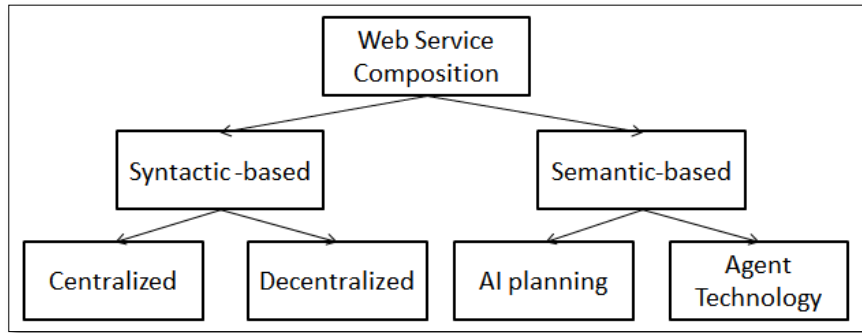 Web Service
Composition
Syntactic-based
Semantic-based
Centralized
Decentralized
AI planning
Agent
Technology